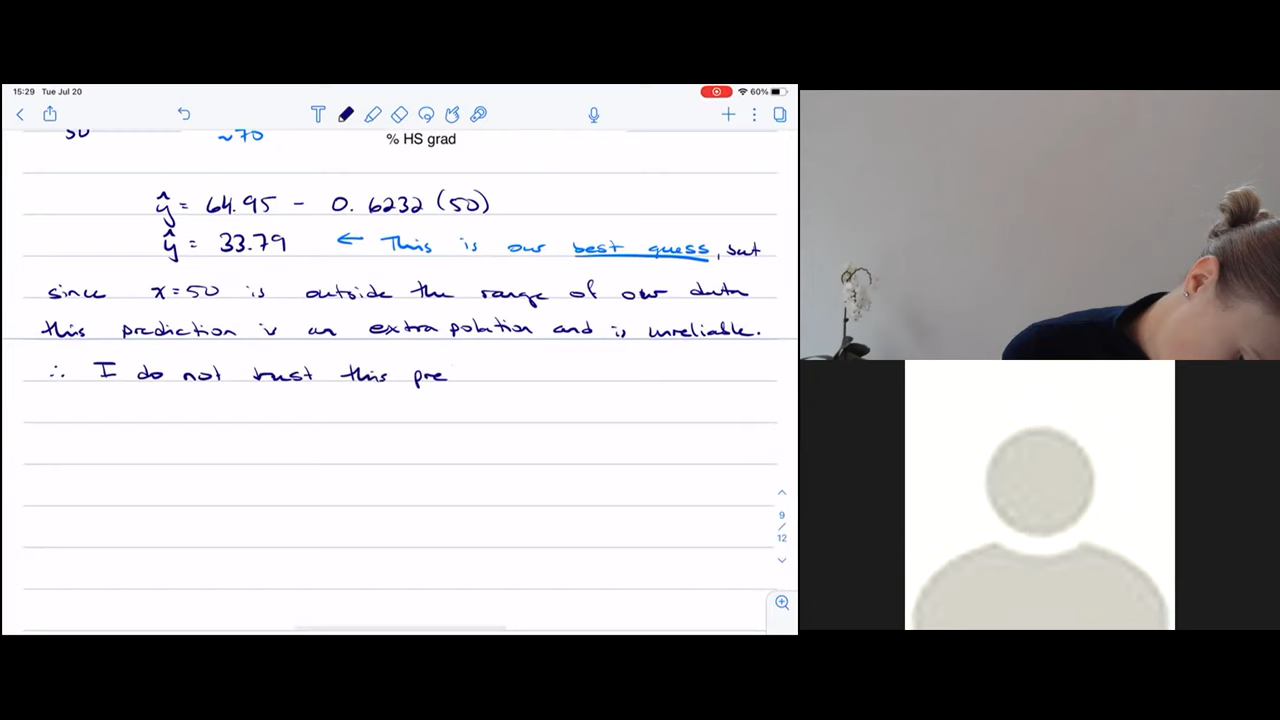 15:29 Tue Jul 20
60%
T
50 ~70
% HS grad
ŷ = 64.95 - 0.6232 (50)
ŷ = 33.79 ← This is our best guess, but
since x=50 is outside the range of our data
this prediction is an extrapolation and is unreliable.
∴ I do not trust this pre
9
/
12